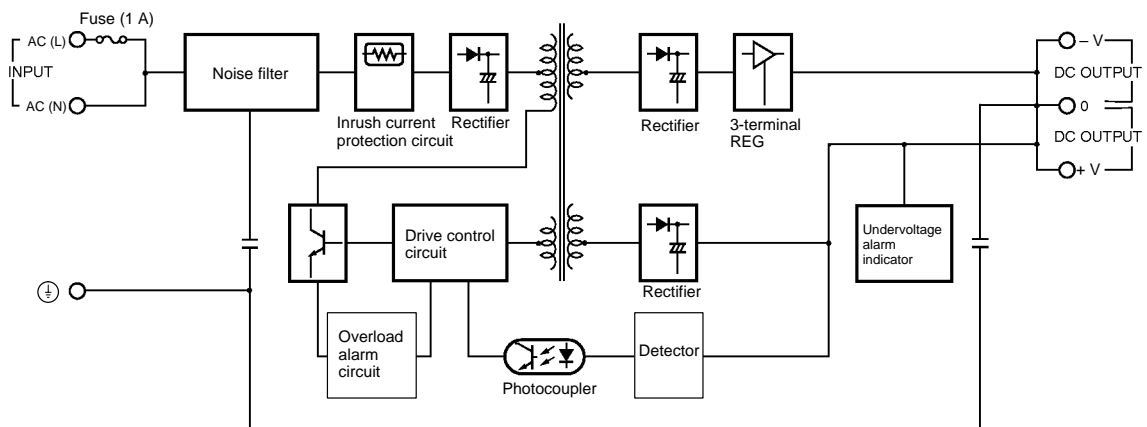 Fuse (1 A)
AC (L)
INPUT
AC (N)
Noise filter
Inrush current
protection circuit
Rectifier
Rectifier
3-terminal
REG
– V
DC OUTPUT
0
DC OUTPUT
+ V
Drive control
circuit
Rectifier
Undervoltage
alarm
indicator
Overload
alarm
circuit
Photocoupler
Detector